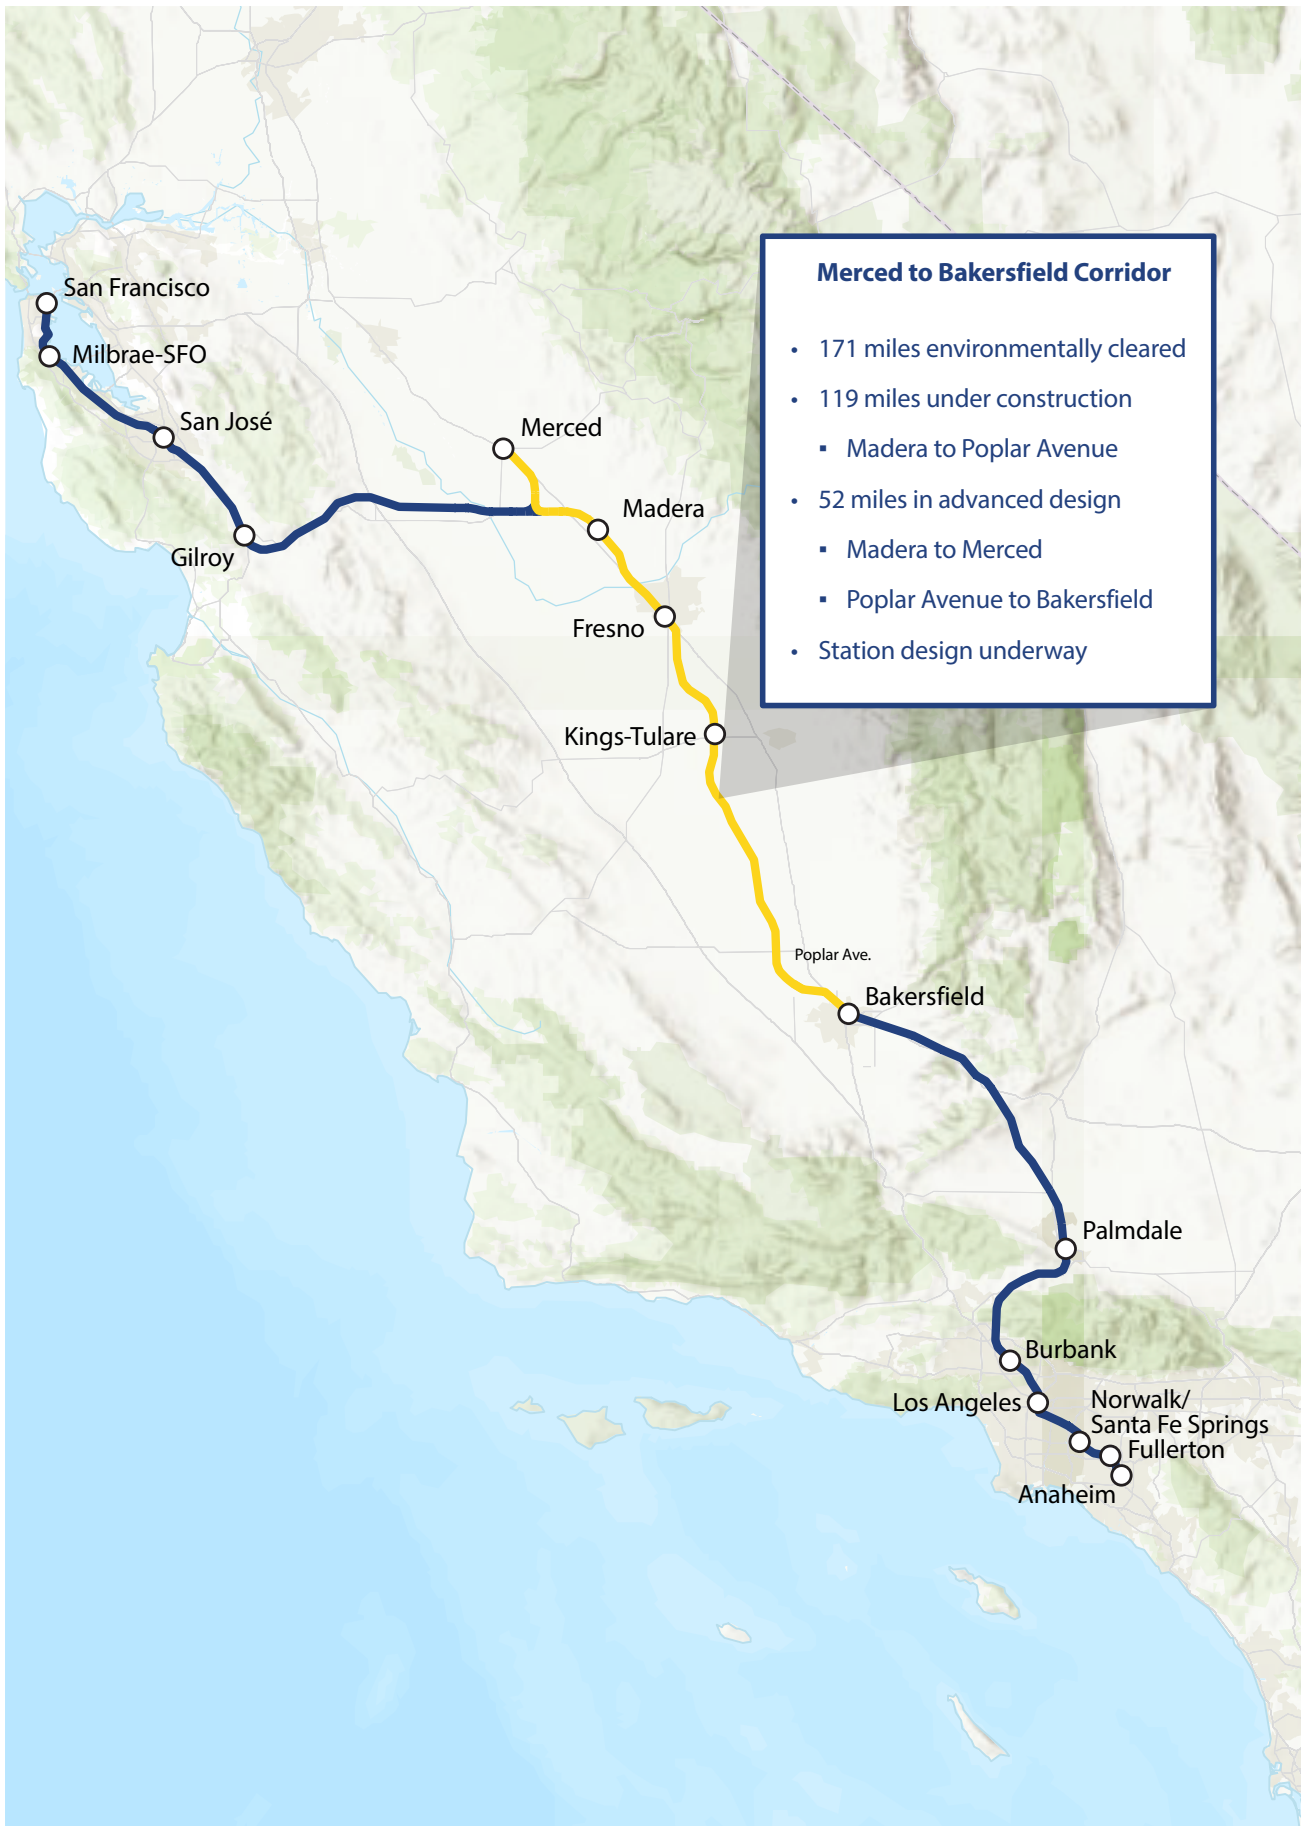 San Francisco
Milbrae-SFO
San José
Gilroy
Merced
Madera
Fresno
Kings-Tulare
Merced to Bakersfield Corridor
• 171 miles environmentally cleared
• 119 miles under construction
▪ Madera to Poplar Avenue
• 52 miles in advanced design
▪ Madera to Merced
▪ Poplar Avenue to Bakersfield
• Station design underway
Poplar Ave.
Bakersfield
Palmdale
Burbank
Los Angeles
Norwalk/
Santa Fe Springs
Fullerton
Anaheim